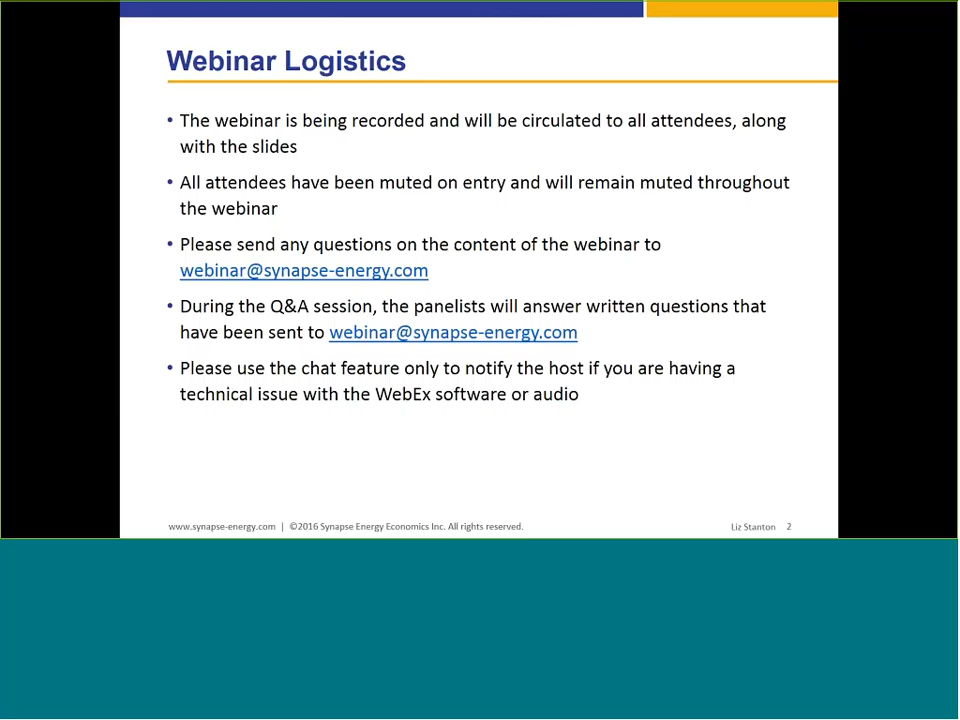 Webinar Logistics
• The webinar is being recorded and will be circulated to all attendees, along
with the slides
• All attendees have been muted on entry and will remain muted throughout
the webinar
• Please send any questions on the content of the webinar to
webinar@synapse-energy.com
• During the Q&A session, the panelists will answer written questions that
have been sent to webinar@synapse-energy.com
• Please use the chat feature only to notify the host if you are having a
technical issue with the WebEx software or audio
www.synapse-energy.com | ©2016 Synapse Energy Economics Inc. All rights reserved. Liz Stanton 2